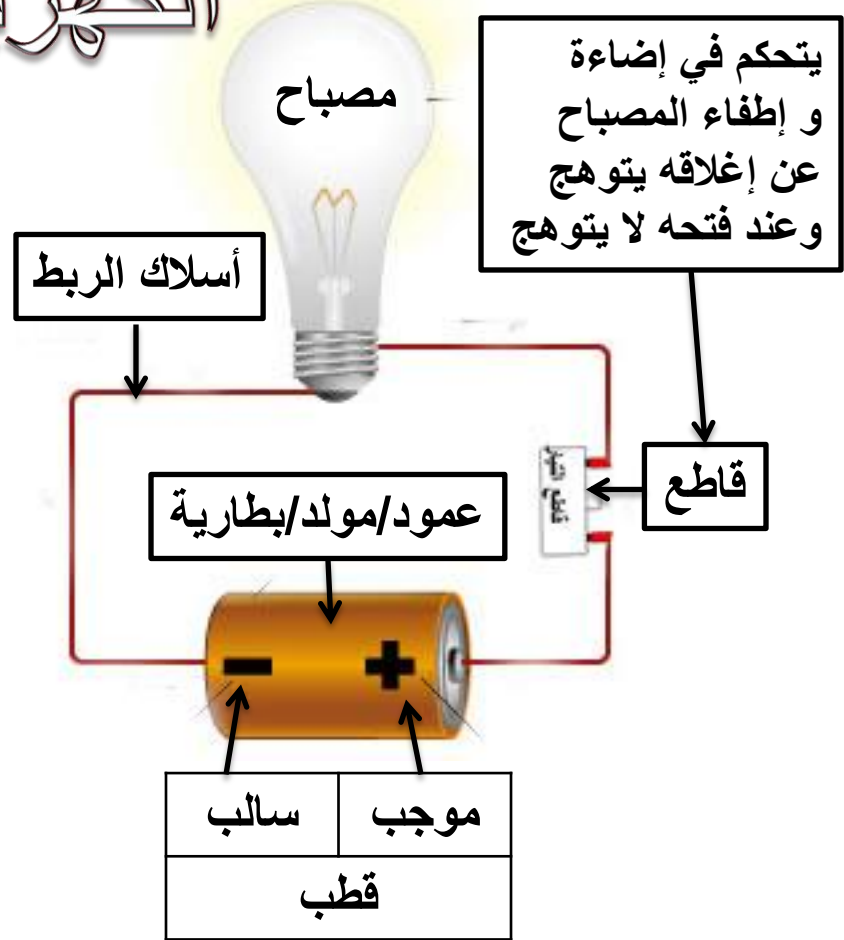 مصباح
يتحكم في إضاءة
و إطفاء المصباح
عن إغلاقه يتوهج
وعند فتحه لا يتوهج
أسلاك الربط
قاطع
عمود/مولد/بطارية
− +
سالب موجب
قطب